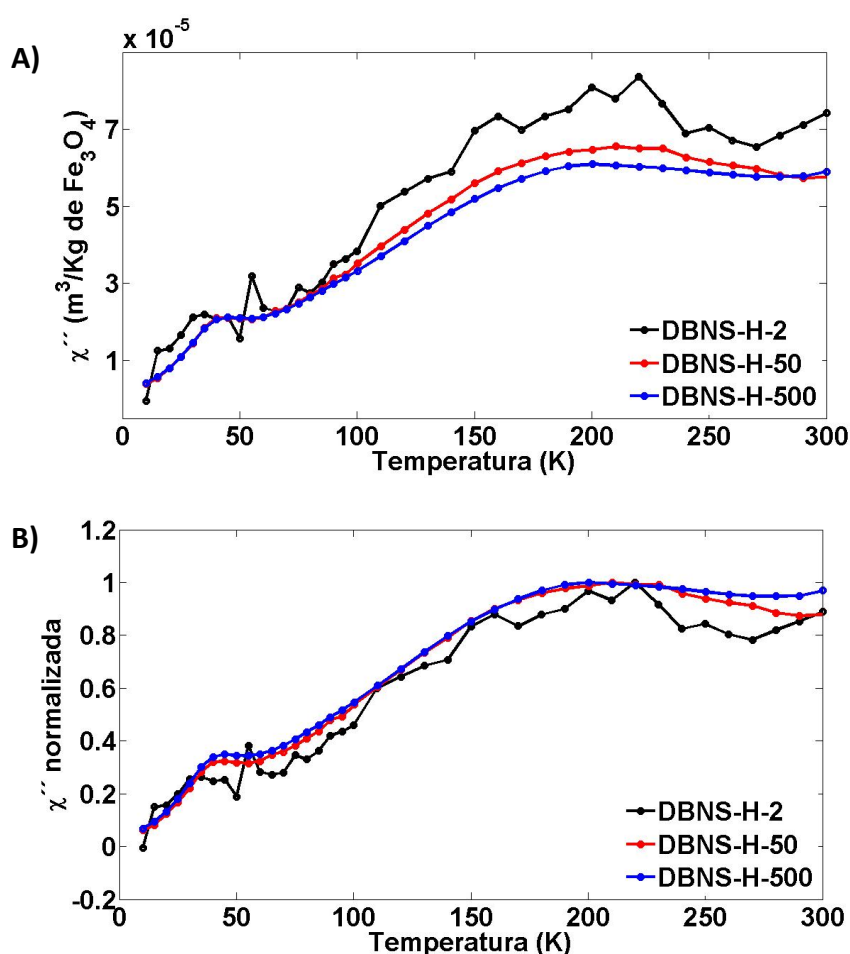 A)
x 10-5
χ´´ (m3/Kg de Fe3O4)
7
5
3
1
0
50
100
150
200
250
300
Temperatura (K)
DBNS-H-2
DBNS-H-50
DBNS-H-500
B)
χ´´ normalizada
1.2
1
0.8
0.6
0.4
0.2
0
-0.2
0
50
100
150
200
250
300
Temperatura (K)
DBNS-H-2
DBNS-H-50
DBNS-H-500